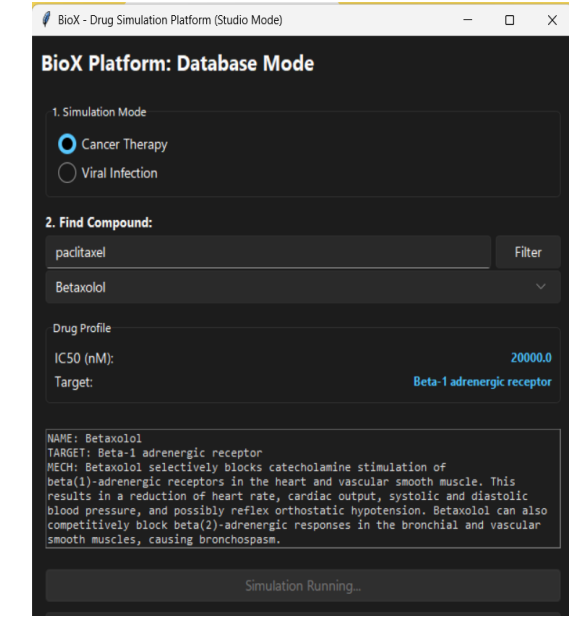 BioX - Drug Simulation Platform (Studio Mode)
BioX Platform: Database Mode
1. Simulation Mode
Cancer Therapy
Viral Infection
2. Find Compound:
paclitaxel
Filter
Betaxolol
Drug Profile
IC50 (nM): 20000.0
Target: Beta-1 adrenergic receptor
NAME: Betaxolol
TARGET: Beta-1 adrenergic receptor
MECH: Betaxolol selectively blocks catecholamine stimulation of
beta(1)-adrenergic receptors in the heart and vascular smooth muscle. This
results in a reduction of heart rate, cardiac output, systolic and diastolic
blood pressure, and possibly reflex orthostatic hypotension. Betaxolol can also
competitively block beta(2)-adrenergic responses in the bronchial and vascular
smooth muscles, causing bronchospasm.
Simulation Running...